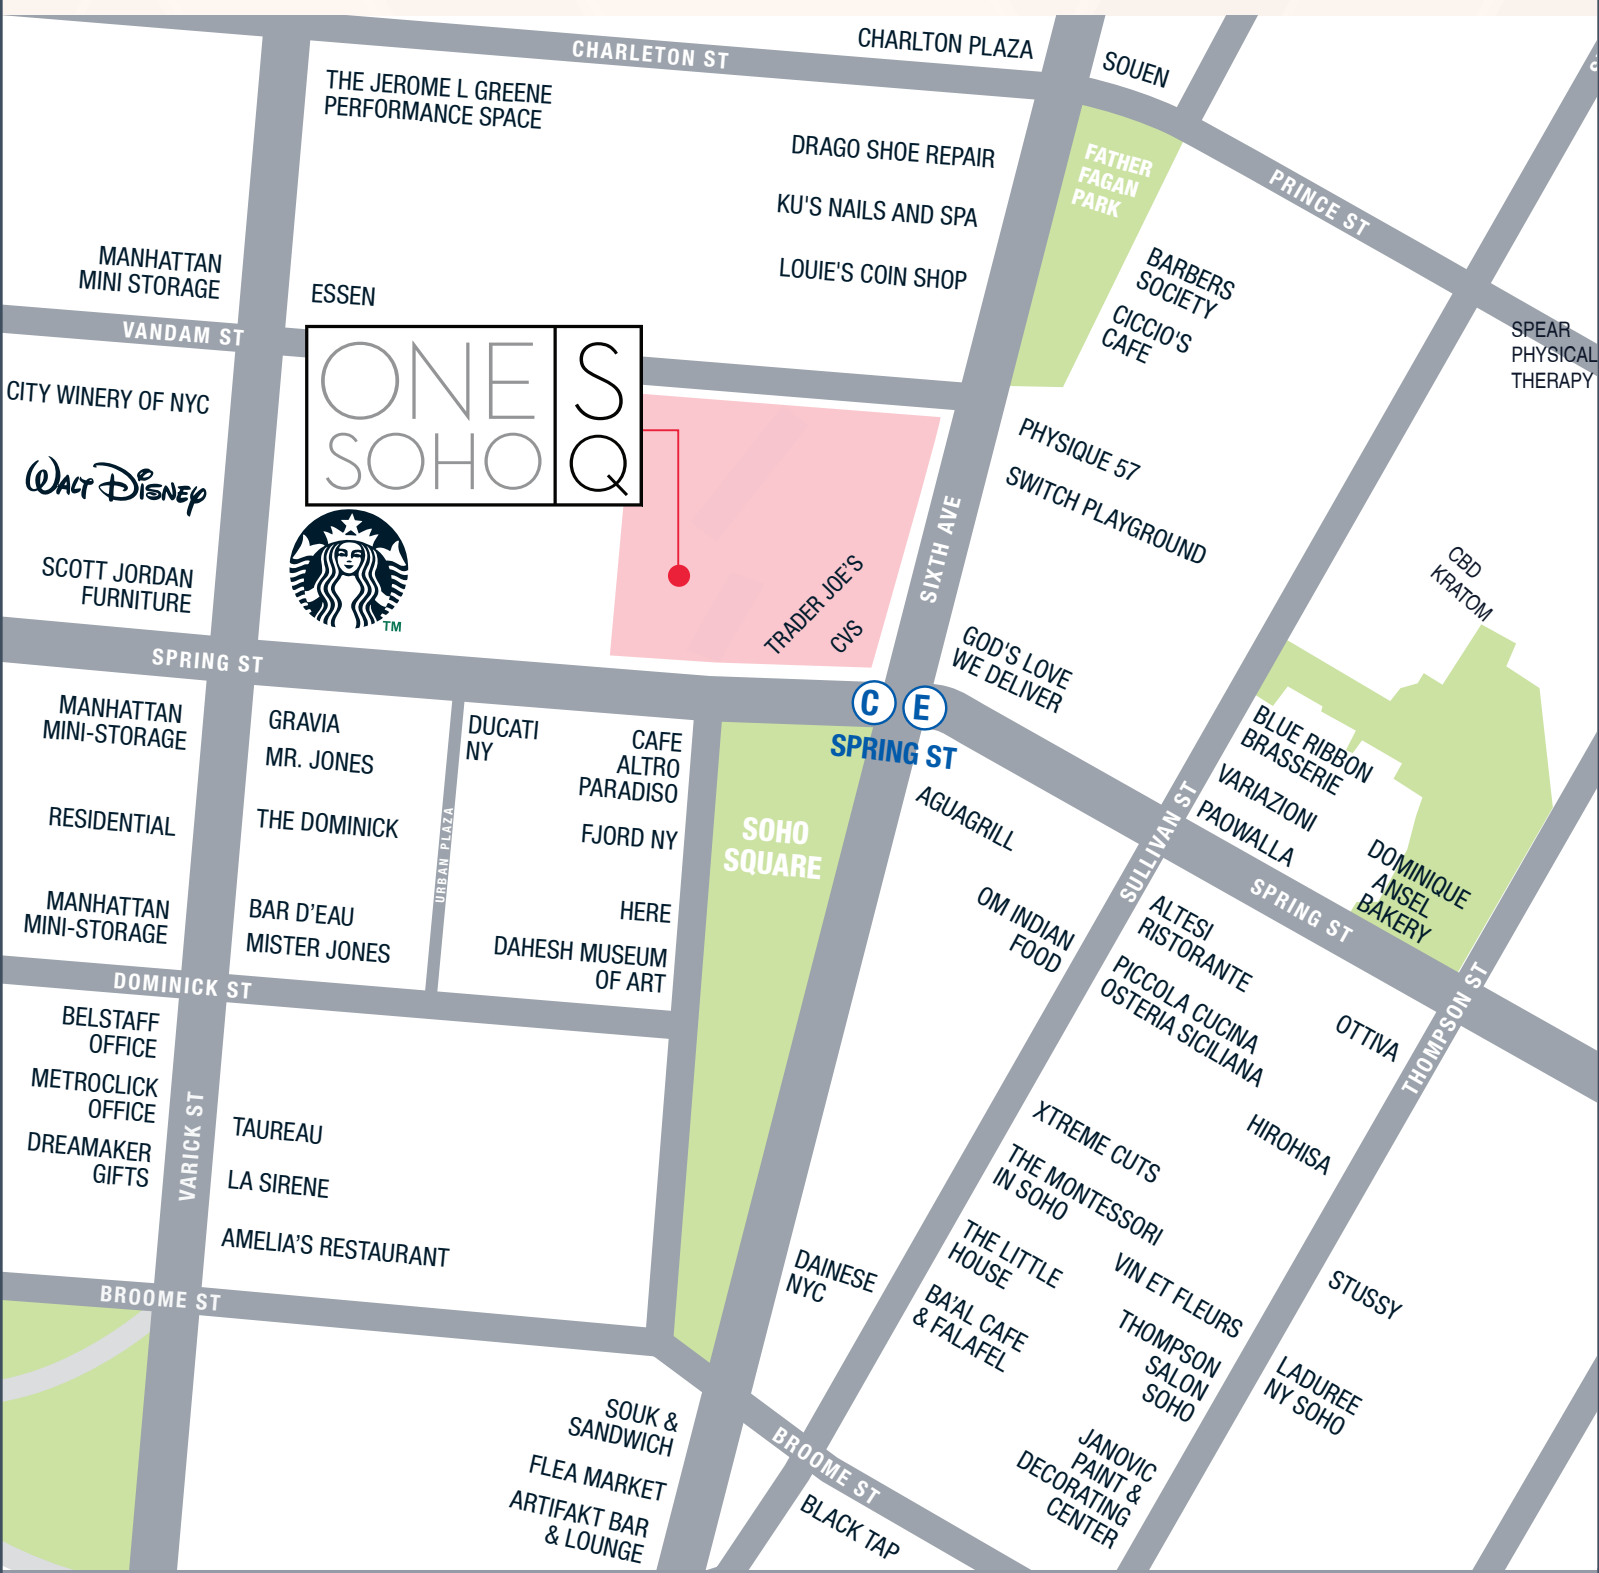 CHARLETON ST
CHARLTON PLAZA
SOUEN
THE JEROME L GREENE
PERFORMANCE SPACE
DRAGO SHOE REPAIR
KU'S NAILS AND SPA
LOUIE'S COIN SHOP
FATHER
FAGAN
PARK
PRINCE ST
MANHATTAN
MINI STORAGE
ESSEN
VANDAM ST
BARBERS
SOCIETY
CICCIO'S
CAFE
SPEAR
PHYSICAL
THERAPY
CITY WINERY OF NYC
ONE S
SOHO Q
WALT DISNEY
SCOTT JORDAN
FURNITURE
TM
TRADER JOE'S
CVS
SIXTH AVE
PHYSIQUE 57
SWITCH PLAYGROUND
CBD
KRATOM
GOD'S LOVE
WE DELIVER
SPRING ST
C E
SPRING ST
MANHATTAN
MINI-STORAGE
GRAVIA
MR. JONES
DUCATI
NY
CAFE
ALTRO
PARADISO
FJORD NY
RESIDENTIAL
THE DOMINICK
URBAN PLAZA
SOHO
SQUARE
AGUAGRILL
SULLIVAN ST
BLUE RIBBON
BRASSERIE
VARIAZIONI
PAOWALLA
DOMINIQUE
ANSEL
BAKERY
SPRING ST
MANHATTAN
MINI-STORAGE
BAR D’EAU
MISTER JONES
HERE
DAHESH MUSEUM
OF ART
OM INDIAN
FOOD
ALTESI
RISTORANTE
PICCOLA CUCINA
OSTERIA SICILIANA
OTTIVA
THOMPSON ST
DOMINICK ST
BELSTAFF
OFFICE
METROCLICK
OFFICE
DREAMAKER
GIFTS
VARICK ST
TAUREAU
LA SIRENE
AMELIA’S RESTAURANT
XTREME CUTS
HIROHISA
THE MONTESSORI
IN SOHO
THE LITTLE
HOUSE
VIN ET FLEURS
DAINESE
NYC
BA’AL CAFE
& FALAFEL
THOMPSON
SALON
SOHO
STUSSY
LADUREE
NY SOHO
BROOME ST
SOUK &
SANDWICH
FLEA MARKET
ARTIFAKT BAR
& LOUNGE
BROOME ST
BLACK TAP
JANOVIC
PAINT &
DECORATING
CENTER